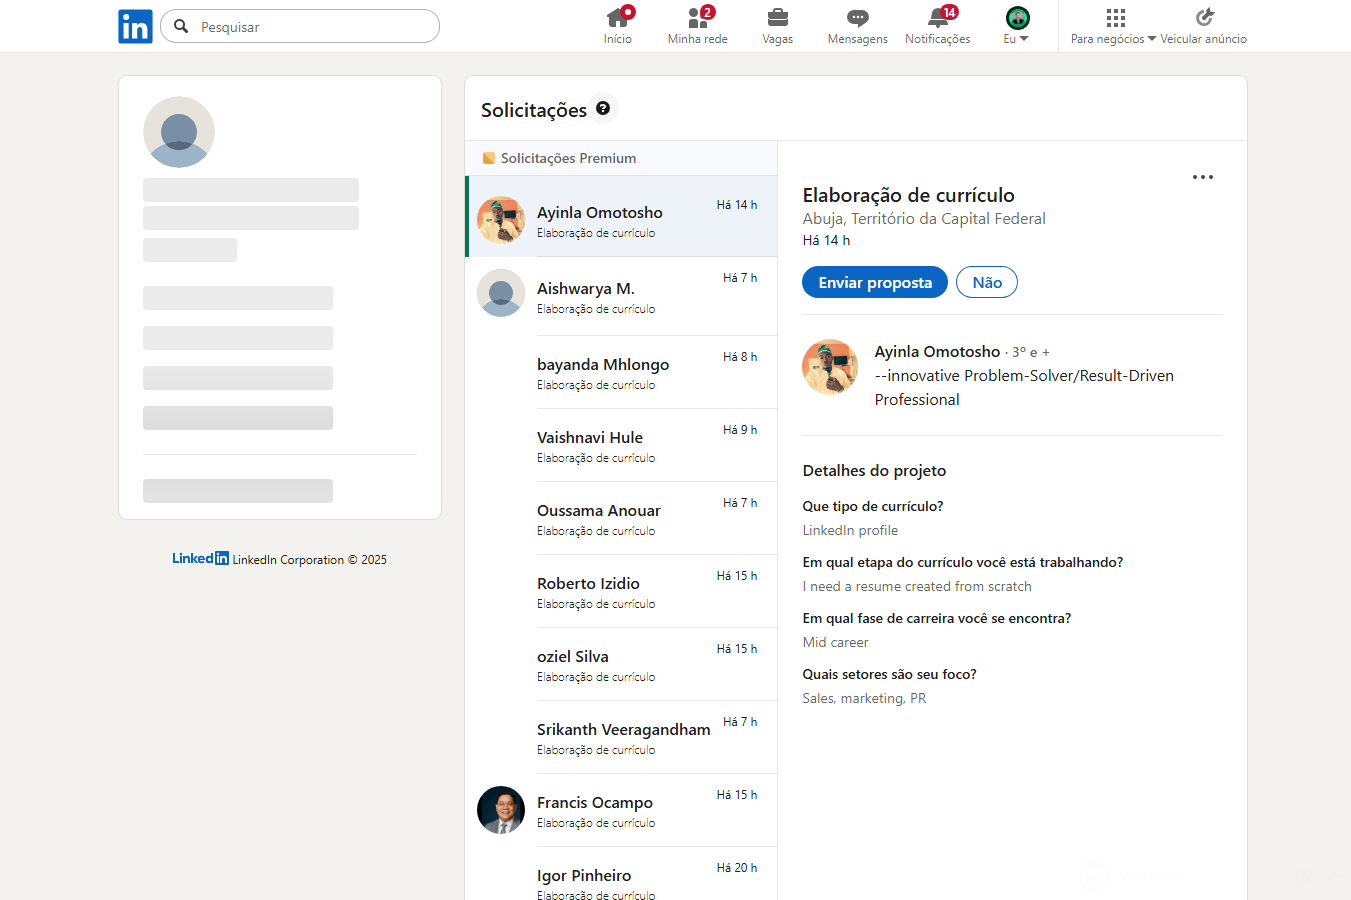 in
Pesquisar
Início
2
Minha rede
Vagas
Mensagens
14
Notificações
Eu
Para negócios
Veicular anúncio
Solicitações ?
Solicitações Premium
Ayinla Omotosho
Há 14 h
Elaboração de currículo
Aishwarya M.
Há 7 h
Elaboração de currículo
bayanda Mhlongo
Há 8 h
Elaboração de currículo
Vaishnavi Hule
Há 9 h
Elaboração de currículo
Oussama Anouar
Há 7 h
Elaboração de currículo
Roberto Izidio
Há 15 h
Elaboração de currículo
oziel Silva
Há 15 h
Elaboração de currículo
Srikanth Veeragandham
Há 7 h
Elaboração de currículo
Francis Ocampo
Há 15 h
Elaboração de currículo
Igor Pinheiro
Há 20 h
Elaboração de currículo
Elaboração de currículo
Abuja, Território da Capital Federal
Há 14 h
Enviar proposta
Não
Ayinla Omotosho · 3º e +
--innovative Problem-Solver/Result-Driven
Professional
Detalhes do projeto
Que tipo de currículo?
LinkedIn profile
Em qual etapa do currículo você está trabalhando?
I need a resume created from scratch
Em qual fase de carreira você se encontra?
Mid career
Quais setores são seu foco?
Sales, marketing, PR
LinkedIn LinkedIn Corporation © 2025